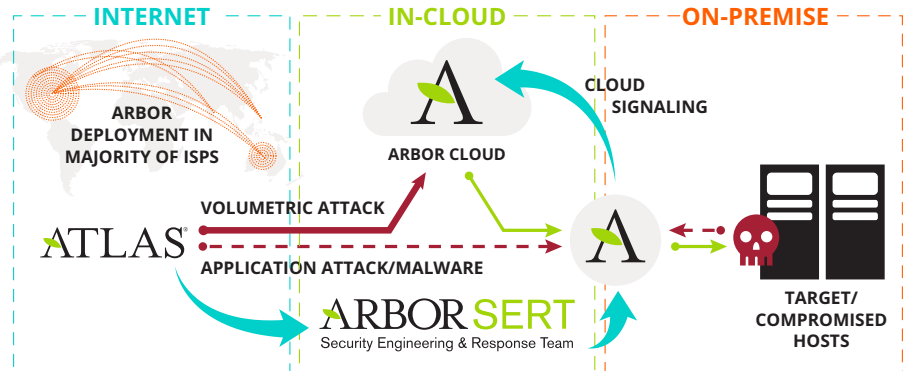 INTERNET
IN-CLOUD
ON-PREMISE
ARBOR
DEPLOYMENT IN
MAJORITY OF ISPS
A
ARBOR CLOUD
CLOUD
SIGNALING
VOLUMETRIC ATTACK
ATLAS®
APPLICATION ATTACK/MALWARE
A
ARBOR SERT
Security Engineering & Response Team
TARGET/
COMPROMISED
HOSTS